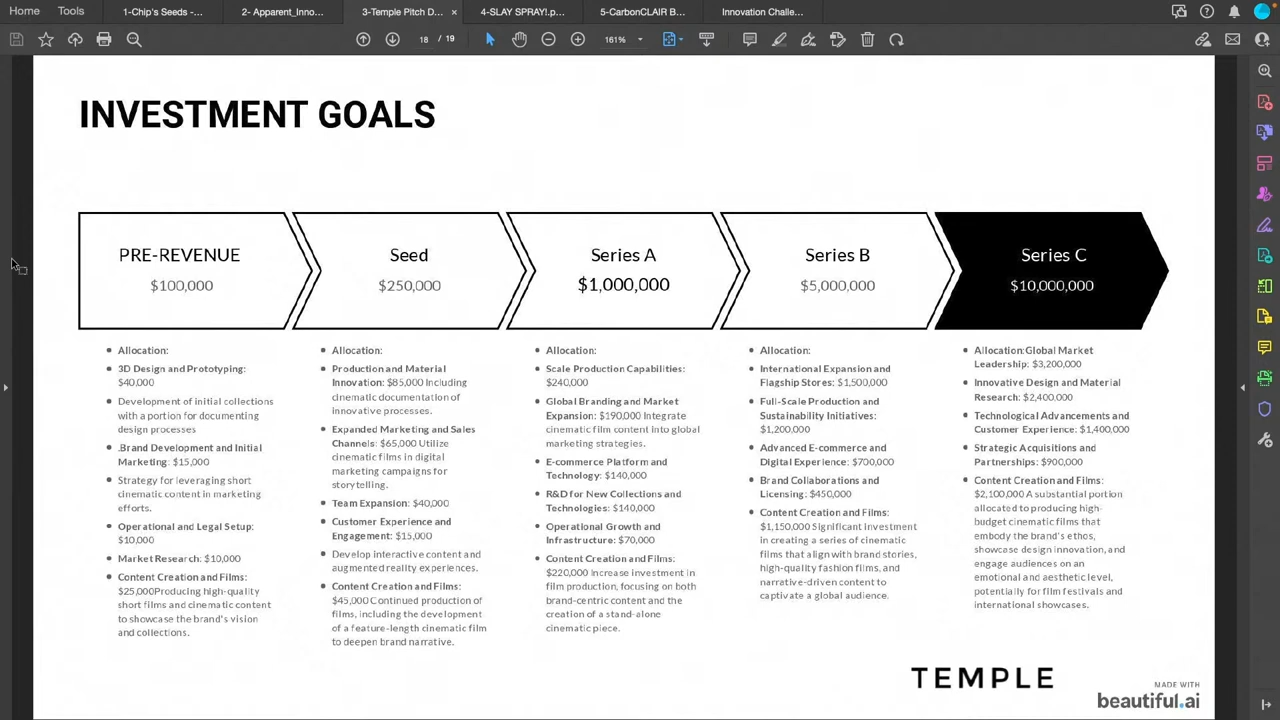 Home
Tools
1-Chip's Seeds -...
2- Apparent_Inno...
3-Temple Pitch D...
×
4-SLAY SPRAY!.p...
5-CarbonCLAIR B...
Innovation Challe...
18 / 19
161%
INVESTMENT GOALS
PRE-REVENUE
$100,000
Seed
$250,000
Series A
$1,000,000
Series B
$5,000,000
Series C
$10,000,000
• Allocation:
• 3D Design and Prototyping:
$40,000
• Development of initial collections
with a portion for documenting
design processes
• .Brand Development and Initial
Marketing: $15,000
• Strategy for leveraging short
cinematic content in marketing
efforts.
• Operational and Legal Setup:
$10,000
• Market Research: $10,000
• Content Creation and Films:
$25,000Producing high-quality
short films and cinematic content
to showcase the brand's vision
and collections.
• Allocation:
• Production and Material
Innovation: $85,000 Including
cinematic documentation of
innovative processes.
• Expanded Marketing and Sales
Channels: $65,000 Utilize
cinematic films in digital
marketing campaigns for
storytelling.
• Team Expansion: $40,000
• Customer Experience and
Engagement: $15,000
• Develop interactive content and
augmented reality experiences.
• Content Creation and Films:
$45,000 Continued production of
films, including the development
of a feature-length cinematic film
to deepen brand narrative.
• Allocation:
• Scale Production Capabilities:
$240,000
• Global Branding and Market
Expansion: $190,000 Integrate
cinematic film content into global
marketing strategies.
• E-commerce Platform and
Technology: $140,000
• R&D for New Collections and
Technologies: $140,000
• Operational Growth and
Infrastructure: $70,000
• Content Creation and Films:
$220,000 Increase investment in
film production, focusing on both
brand-centric content and the
creation of a stand-alone
cinematic piece.
• Allocation:
• International Expansion and
Flagship Stores: $1,500,000
• Full-Scale Production and
Sustainability Initiatives:
$1,200,000
• Advanced E-commerce and
Digital Experience: $700,000
• Brand Collaborations and
Licensing: $450,000
• Content Creation and Films:
$1,150,000 Significant investment
in creating a series of cinematic
films that align with brand stories,
high-quality fashion films, and
narrative-driven content to
captivate a global audience.
• Allocation:Global Market
Leadership: $3,200,000
• Innovative Design and Material
Research: $2,400,000
• Technological Advancements and
Customer Experience: $1,400,000
• Strategic Acquisitions and
Partnerships: $900,000
• Content Creation and Films:
$2,100,000 A substantial portion
allocated to producing high-
budget cinematic films that
embody the brand's ethos,
showcase design innovation, and
engage audiences on an
emotional and aesthetic level,
potentially for film festivals and
international showcases.
TEMPLE
MADE WITH
beautiful.ai